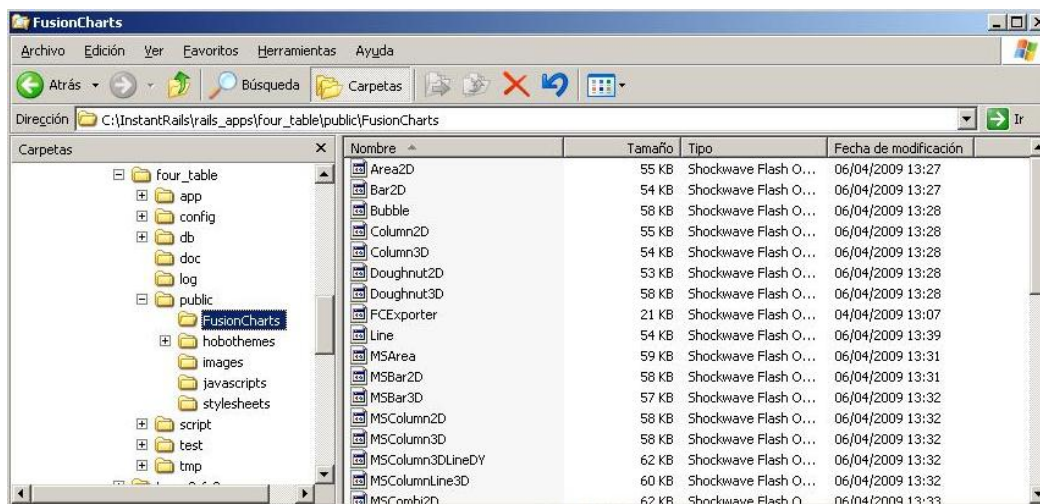 FusionCharts
Archivo Edición Ver Favoritos Herramientas Ayuda
Atrás Búsqueda Carpetas
Dirección C:\InstantRails\rails_apps\four_table\public\FusionCharts Ir
Carpetas
four_table
app
config
db
doc
log
public
FusionCharts
hobothemes
images
javascripts
stylesheets
script
test
tmp
Nombre Tamaño Tipo Fecha de modificación
Area2D 55 KB Shockwave Flash O... 06/04/2009 13:27
Bar2D 54 KB Shockwave Flash O... 06/04/2009 13:27
Bubble 58 KB Shockwave Flash O... 06/04/2009 13:28
Column2D 55 KB Shockwave Flash O... 06/04/2009 13:28
Column3D 54 KB Shockwave Flash O... 06/04/2009 13:28
Doughnut2D 53 KB Shockwave Flash O... 06/04/2009 13:28
Doughnut3D 58 KB Shockwave Flash O... 06/04/2009 13:28
FCExporter 21 KB Shockwave Flash O... 04/04/2009 13:07
Line 54 KB Shockwave Flash O... 06/04/2009 13:39
MSArea 59 KB Shockwave Flash O... 06/04/2009 13:31
MSBar2D 58 KB Shockwave Flash O... 06/04/2009 13:31
MSBar3D 57 KB Shockwave Flash O... 06/04/2009 13:32
MSColumn2D 58 KB Shockwave Flash O... 06/04/2009 13:32
MSColumn3D 58 KB Shockwave Flash O... 06/04/2009 13:32
MSColumn3DLineDY 62 KB Shockwave Flash O... 06/04/2009 13:32
MSColumnLine3D 60 KB Shockwave Flash O... 06/04/2009 13:32
MSCombi2D 62 KB Shockwave Flash O... 06/04/2009 13:33